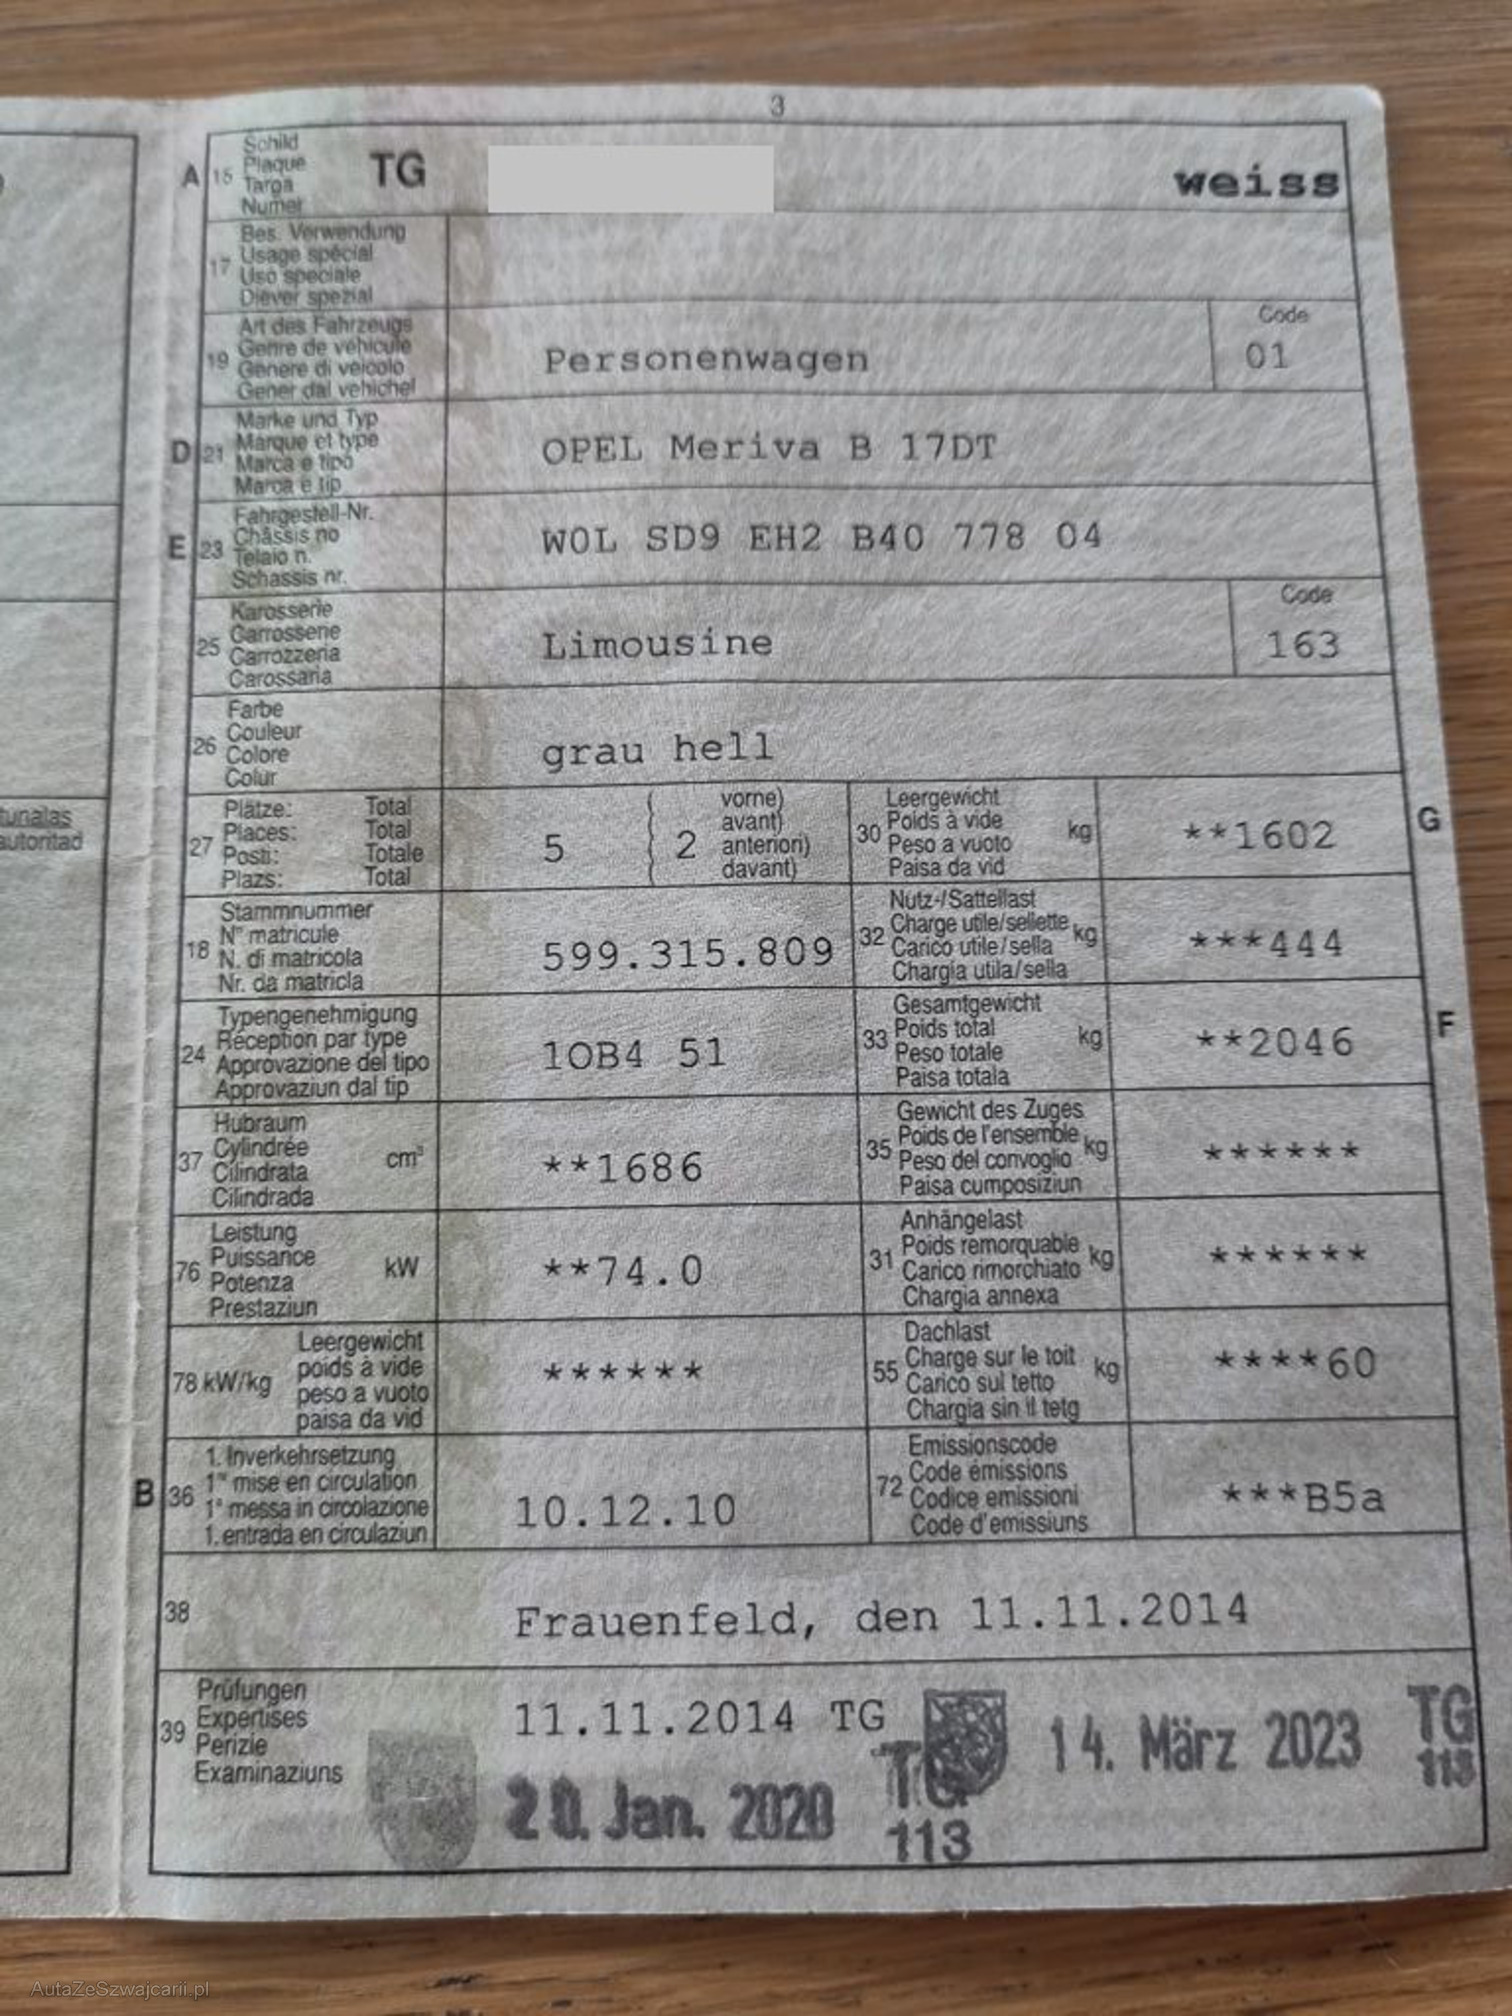 3
A 15 Schild
Plaque
Targa
Numer
TG
weiss
17 Bes. Verwendung
Usage spécial
Uso speciale
Diever spezial
19 Art des Fahrzeugs
Genre de véhicule
Genere di veicolo
Gener dal vehichel
Personenwagen
Code
01
D 21 Marke und Typ
Marque et type
Marca e tipo
Marca e tip
OPEL Meriva B 17DT
E 23 Fahrgestell-Nr.
Châssis no
Telaio n.
Schassis nr.
W0L SD9 EH2 B40 778 04
25 Karosserie
Carrosserie
Carrozzeria
Carossaria
Limousine
Code
163
26 Farbe
Couleur
Colore
Colur
grau hell
tunalas
autoritad
27 Plätze: Total
Places: Total
Posti: Totale
Plazs: Total
5
2
vorne)
avant)
anteriori)
davant)
30 Leergewicht
Poids à vide
Peso a vuoto
Paisa da vid
kg
**1602
G
18 Stammnummer
N° matricule
N. di matricola
Nr. da matricla
599.315.809
32 Nutz-/Sattellast
Charge utile/sellette
Carico utile/sella
Chargia utila/sella
kg
***444
24 Typengenehmigung
Réception par type
Approvazione del tipo
Approvaziun dal tip
1OB4 51
33 Gesamtgewicht
Poids total
Peso totale
Paisa totala
kg
**2046
F
37 Hubraum
Cylindrée
Cilindrata
Cilindrada
cm³
**1686
35 Gewicht des Zuges
Poids de l'ensemble
Peso del convoglio
Paisa cumposiziun
kg
******
76 Leistung
Puissance
Potenza
Prestaziun
kW
**74.0
31 Anhängelast
Poids remorquable
Carico rimorchiato
Chargia annexa
kg
******
78 kW/kg
Leergewicht
poids à vide
peso a vuoto
paisa da vid
******
55 Dachlast
Charge sur le toit
Carico sul tetto
Chargia sin il tetg
kg
****60
B 36 1. Inverkehrsetzung
1re mise en circulation
1a messa in circolazione
1. entrada en circulaziun
10.12.10
72 Emissionscode
Code émissions
Codice emissioni
Code d'emissiuns
***B5a
38
Frauenfeld, den 11.11.2014
39 Prüfungen
Expertises
Perizie
Examinaziuns
11.11.2014 TG
20. Jan. 2020
TG
113
14. März 2023
TG
113
AutaZeSzwajcarii.pl